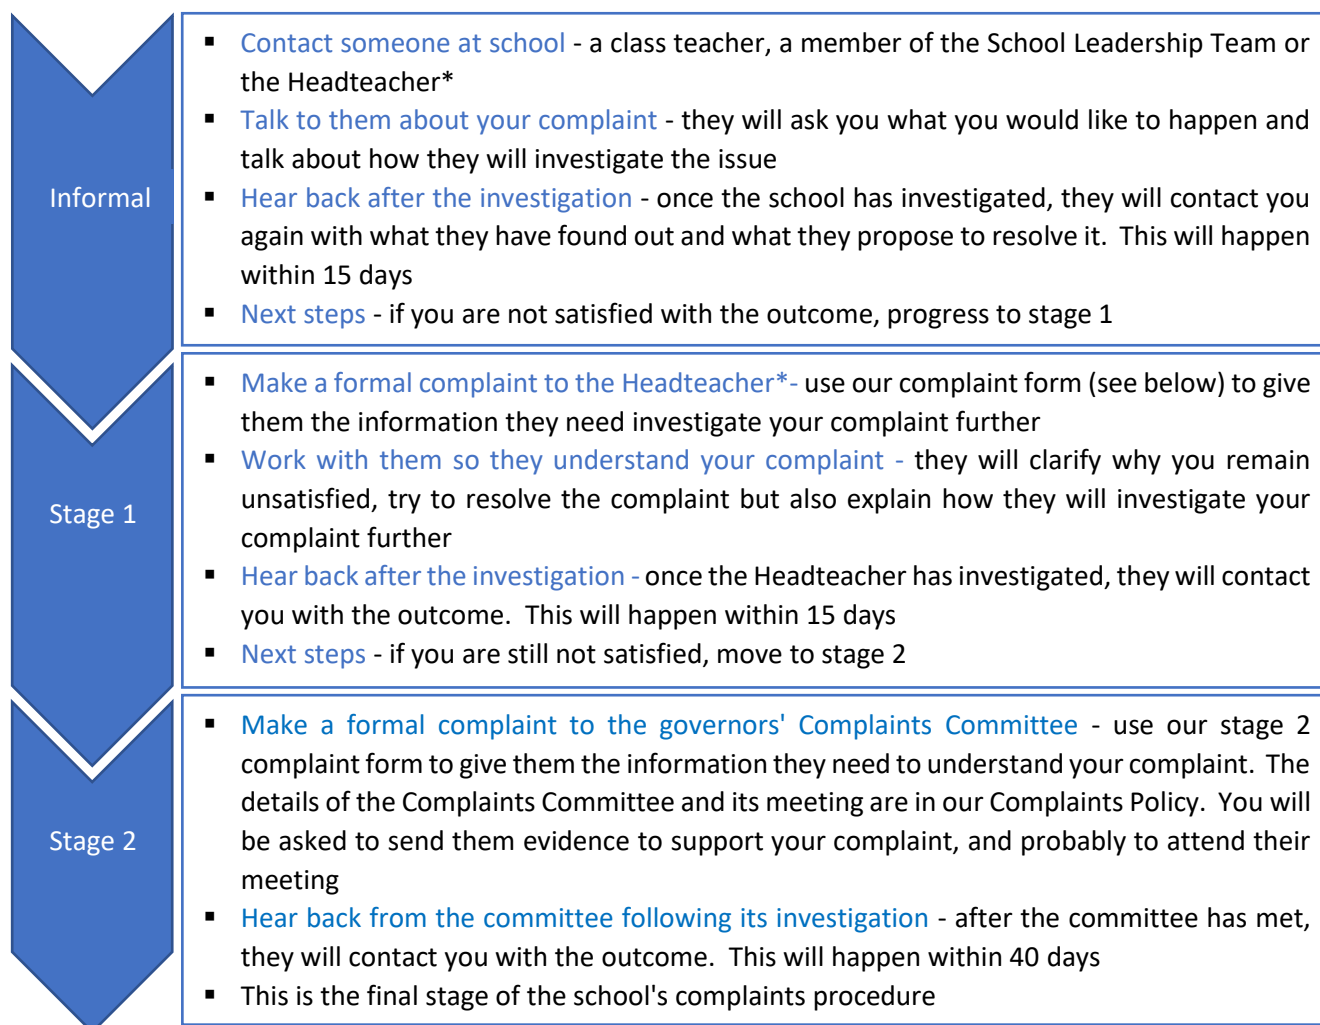 Informal
▪ Contact someone at school - a class teacher, a member of the School Leadership Team or
the Headteacher*
▪ Talk to them about your complaint - they will ask you what you would like to happen and
talk about how they will investigate the issue
▪ Hear back after the investigation - once the school has investigated, they will contact you
again with what they have found out and what they propose to resolve it. This will happen
within 15 days
▪ Next steps - if you are not satisfied with the outcome, progress to stage 1
Stage 1
▪ Make a formal complaint to the Headteacher*- use our complaint form (see below) to give
them the information they need investigate your complaint further
▪ Work with them so they understand your complaint - they will clarify why you remain
unsatisfied, try to resolve the complaint but also explain how they will investigate your
complaint further
▪ Hear back after the investigation - once the Headteacher has investigated, they will contact
you with the outcome. This will happen within 15 days
▪ Next steps - if you are still not satisfied, move to stage 2
Stage 2
▪ Make a formal complaint to the governors' Complaints Committee - use our stage 2
complaint form to give them the information they need to understand your complaint. The
details of the Complaints Committee and its meeting are in our Complaints Policy. You will
be asked to send them evidence to support your complaint, and probably to attend their
meeting
▪ Hear back from the committee following its investigation - after the committee has met,
they will contact you with the outcome. This will happen within 40 days
▪ This is the final stage of the school's complaints procedure